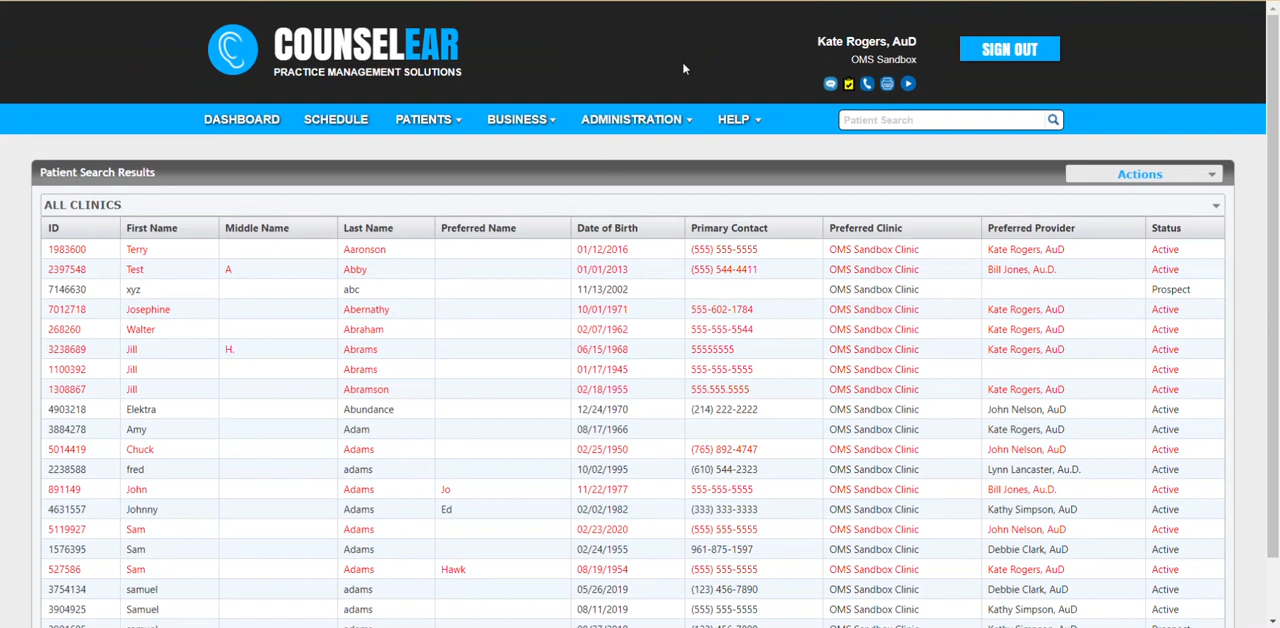 COUNSELEAR
PRACTICE MANAGEMENT SOLUTIONS
Kate Rogers, AuD
OMS Sandbox
SIGN OUT
DASHBOARD SCHEDULE PATIENTS BUSINESS ADMINISTRATION HELP Patient Search
Patient Search Results Actions
ALL CLINICS
ID First Name Middle Name Last Name Preferred Name Date of Birth Primary Contact Preferred Clinic Preferred Provider Status
1983600 Terry Aaronson 01/12/2016 (555) 555-5555 OMS Sandbox Clinic Kate Rogers, AuD Active
2397548 Test A Abby 01/01/2013 (555) 544-4411 OMS Sandbox Clinic Bill Jones, Au.D. Active
7146630 xyz abc 11/13/2002 OMS Sandbox Clinic Prospect
7012718 Josephine Abernathy 10/01/1971 555-602-1784 OMS Sandbox Clinic Kate Rogers, AuD Active
268260 Walter Abraham 02/07/1962 555-555-5544 OMS Sandbox Clinic Kate Rogers, AuD Active
3238689 Jill H. Abrams 06/15/1968 55555555 OMS Sandbox Clinic Kate Rogers, AuD Active
1100392 Jill Abrams 01/17/1945 555-555-5555 OMS Sandbox Clinic Active
1308867 Jill Abramson 02/18/1955 555.555.5555 OMS Sandbox Clinic Kate Rogers, AuD Active
4903218 Elektra Abundance 12/24/1970 (214) 222-2222 OMS Sandbox Clinic John Nelson, AuD Active
3884278 Amy Adam 08/17/1966 OMS Sandbox Clinic Kate Rogers, AuD Active
5014419 Chuck Adams 02/25/1950 (765) 892-4747 OMS Sandbox Clinic John Nelson, AuD Active
2238588 fred adams 10/02/1995 (610) 544-2323 OMS Sandbox Clinic Lynn Lancaster, Au.D. Active
891149 John Adams Jo 11/22/1977 555-555-5555 OMS Sandbox Clinic Bill Jones, Au.D. Active
4631557 Johnny Adams Ed 02/02/1982 (333) 333-3333 OMS Sandbox Clinic Kathy Simpson, AuD Active
5119927 Sam Adams 02/23/2020 (555) 555-5555 OMS Sandbox Clinic John Nelson, AuD Active
1576395 Sam Adams 02/24/1955 961-875-1597 OMS Sandbox Clinic Debbie Clark, AuD Active
527586 Sam Adams Hawk 08/19/1954 (555) 555-5555 OMS Sandbox Clinic Kate Rogers, AuD Active
3754134 samuel adams 05/26/2019 (123) 456-7890 OMS Sandbox Clinic Debbie Clark, AuD Active
3904925 Samuel adams 08/11/2019 (555) 555-5555 OMS Sandbox Clinic Kathy Simpson, AuD Active